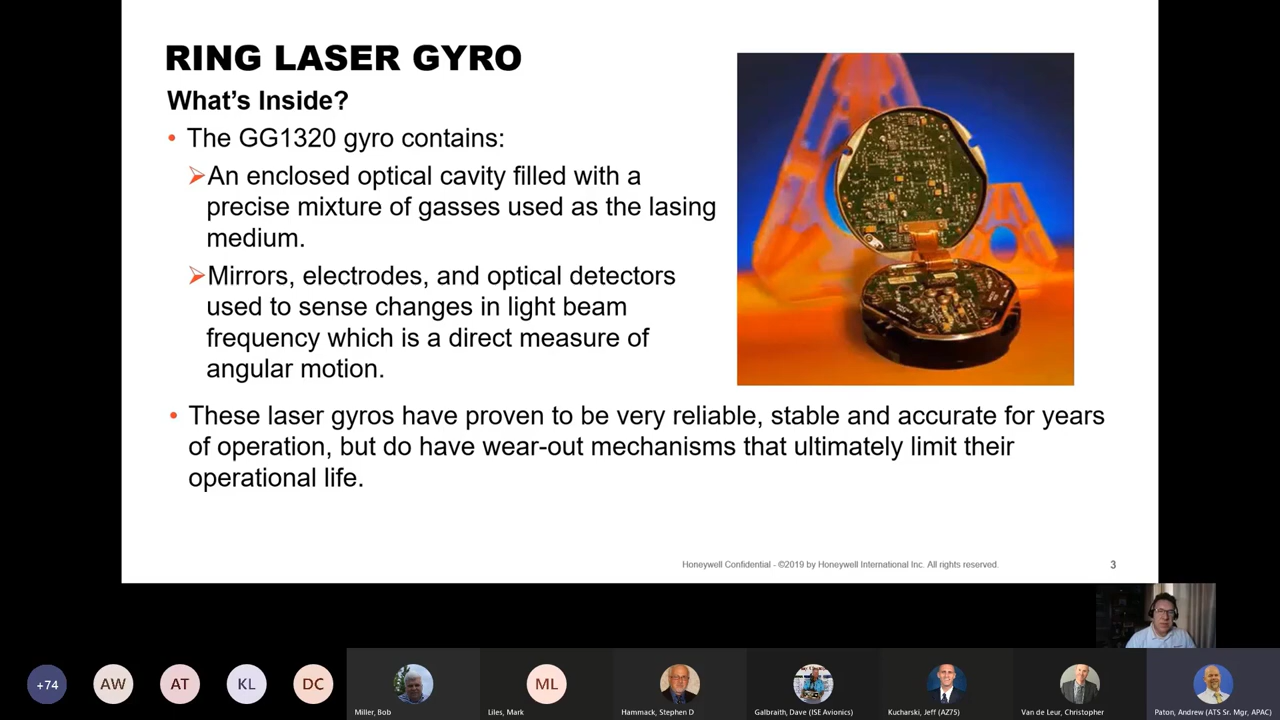 RING LASER GYRO
What’s Inside?
• The GG1320 gyro contains:
➢An enclosed optical cavity filled with a
precise mixture of gasses used as the lasing
medium.
➢Mirrors, electrodes, and optical detectors
used to sense changes in light beam
frequency which is a direct measure of
angular motion.
• These laser gyros have proven to be very reliable, stable and accurate for years
of operation, but do have wear-out mechanisms that ultimately limit their
operational life.
Honeywell Confidential - ©2019 by Honeywell International Inc. All rights reserved.
3
+74
AW
AT
KL
DC
Miller, Bob
ML
Liles, Mark
Hammack, Stephen D
Galbraith, Dave (ISE Avionics)
Kucharski, Jeff (AZ75)
Van de Leur, Christopher
Paton, Andrew (ATS Sr. Mgr, APAC)